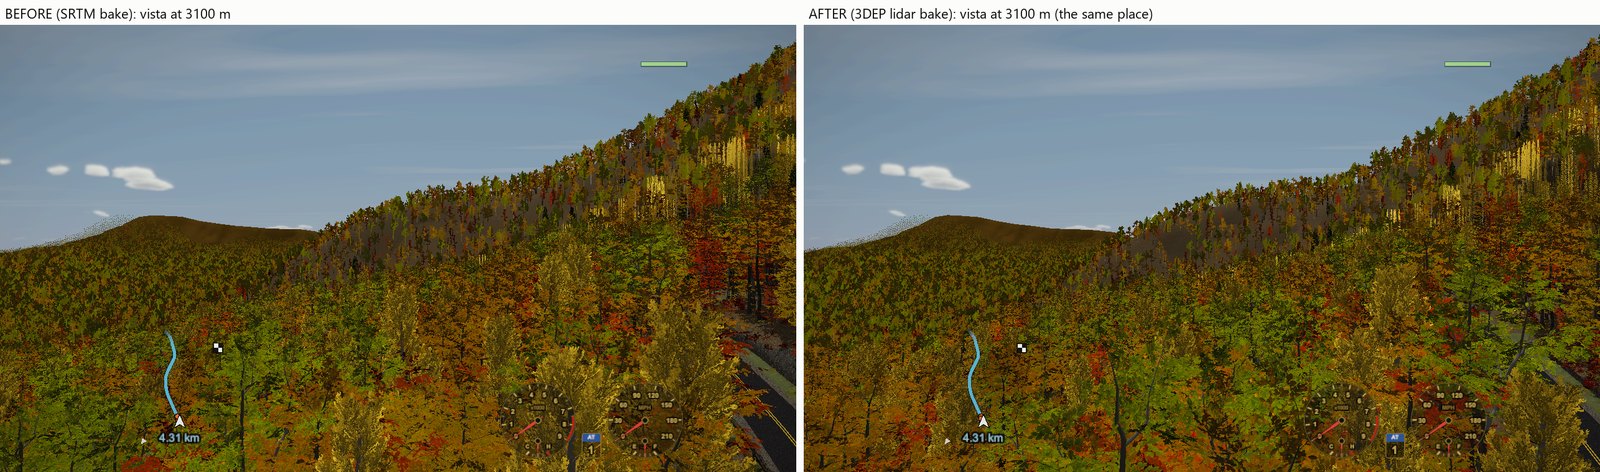 BEFORE (SRTM bake): vista at 3100 m
AFTER (3DEP lidar bake): vista at 3100 m (the same place)
4.31 km
AT
1
4.31 km
AT
1